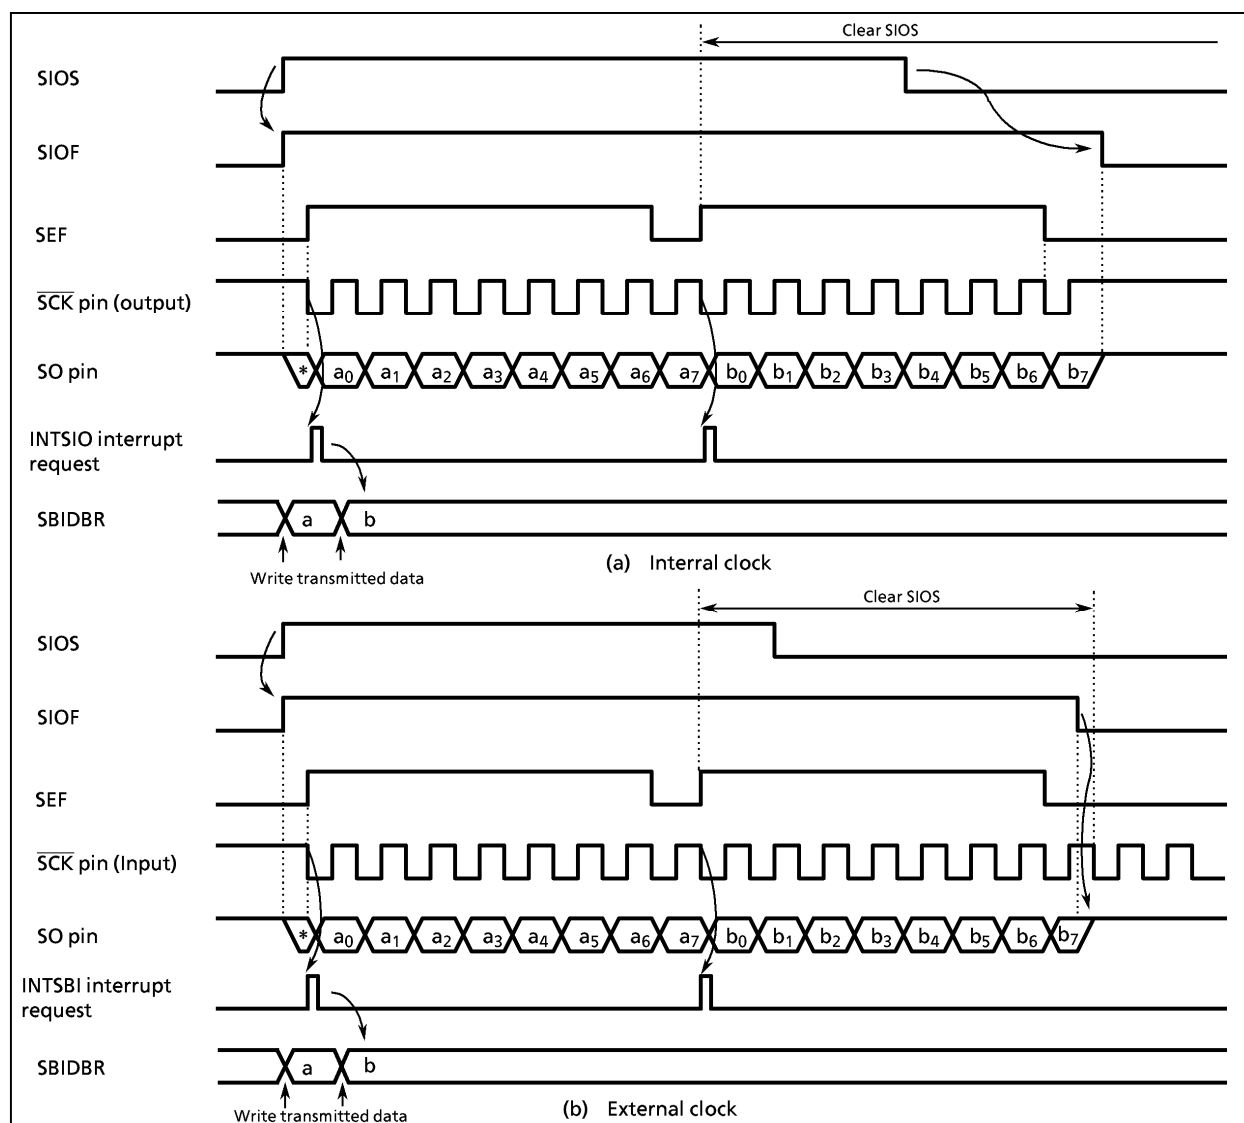 Clear SIOS
SIOS
SIOF
SEF
SCK pin (output)
SO pin
* a0 a1 a2 a3 a4 a5 a6 a7 b0 b1 b2 b3 b4 b5 b6 b7
INTSIO interrupt
request
SBIDBR
a b
Write transmitted data
(a) Interral clock
Clear SIOS
SIOS
SIOF
SEF
SCK pin (Input)
SO pin
* a0 a1 a2 a3 a4 a5 a6 a7 b0 b1 b2 b3 b4 b5 b6 b7
INTSBI interrupt
request
SBIDBR
a b
Write transmitted data
(b) External clock